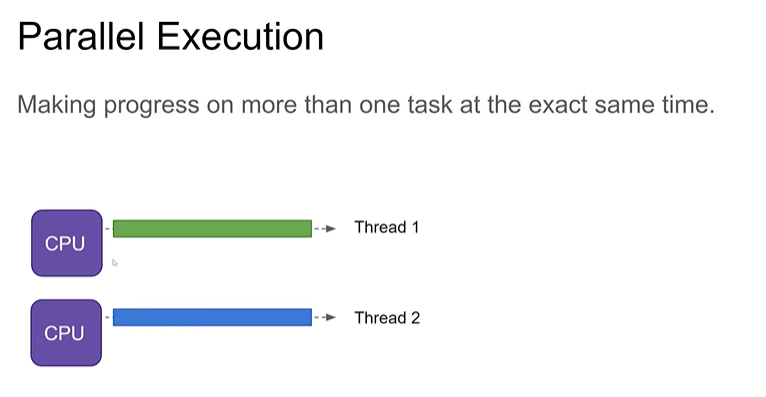 Parallel Execution
Making progress on more than one task at the exact same time.
CPU
Thread 1
CPU
Thread 2